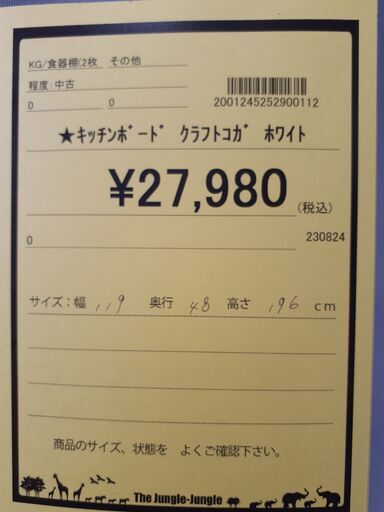 KG/食器棚(2枚 その他
程度:中古
0 0
2001245252900112
★キッチンボード クラフトコガ ホワイト
¥27,980(税込)
0 230824
サイズ:幅 119 奥行 48 高さ 196 cm
商品のサイズ、状態を よくご確認下さい。
The Jungle-Jungle